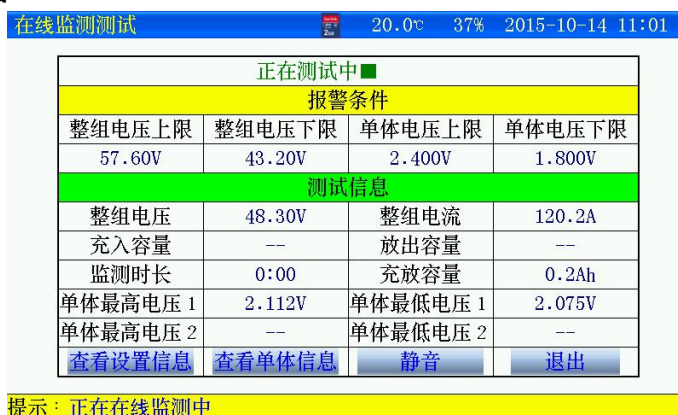 在线监测测试 20.0℃ 37% 2015-10-14 11:01
正在测试中
报警条件
整组电压上限 整组电压下限 单体电压上限 单体电压下限
57.60V 43.20V 2.400V 1.800V
测试信息
整组电压 48.30V 整组电流 120.2A
充入容量 -- 放出容量 --
监测时长 0:00 充放容量 0.2Ah
单体最高电压1 2.112V 单体最低电压1 2.075V
单体最高电压2 -- 单体最低电压2 --
查看设置信息 查看单体信息 静音 退出
提示：正在在线监测中